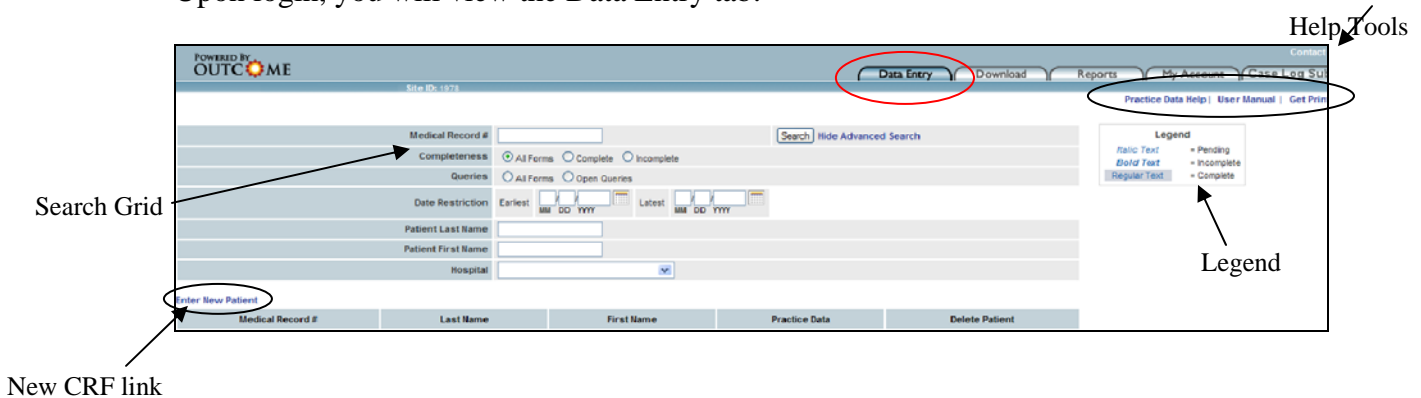 Upon login, you will view the Data Entry tab.
Help Tools
POWERED BY
OUTCOME
Contact
Data Entry Download Reports My Account Case Log Su
Site ID: 1978
Practice Data Help | User Manual | Get Prin
Medical Record # Search Hide Advanced Search
Legend
Completeness All Forms Complete Incomplete
Italic Text = Pending
Queries All Forms Open Queries
Bold Text = Incomplete
Regular Text = Complete
Search Grid
Date Restriction Earliest / / Latest / /
MM DD YYYY MM DD YYYY
Patient Last Name
Patient First Name
Hospital
Legend
Enter New Patient
Medical Record # Last Name First Name Practice Data Delete Patient
New CRF link